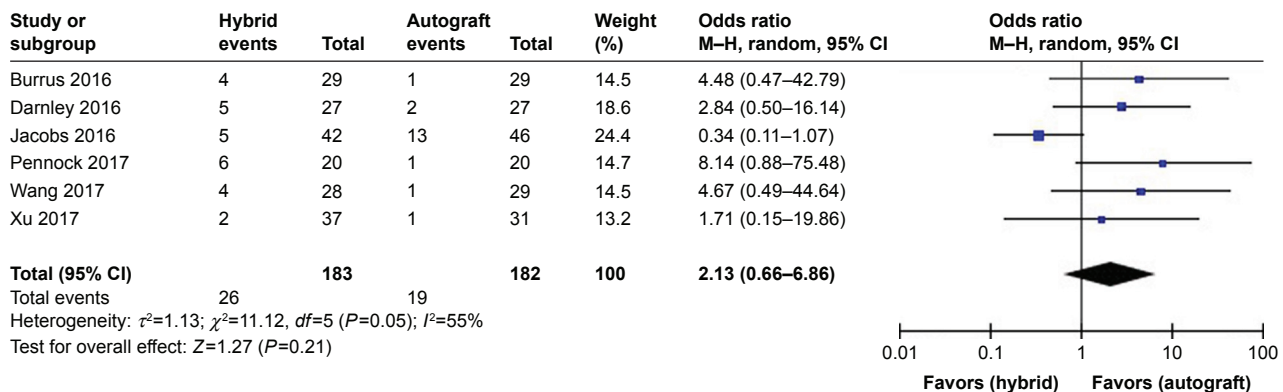 Study or subgroup Hybrid events Total Autograft events Total Weight (%) Odds ratio M–H, random, 95% CI Odds ratio M–H, random, 95% CI
Burrus 2016 4 29 1 29 14.5 4.48 (0.47–42.79)
Darnley 2016 5 27 2 27 18.6 2.84 (0.50–16.14)
Jacobs 2016 5 42 13 46 24.4 0.34 (0.11–1.07)
Pennock 2017 6 20 1 20 14.7 8.14 (0.88–75.48)
Wang 2017 4 28 1 29 14.5 4.67 (0.49–44.64)
Xu 2017 2 37 1 31 13.2 1.71 (0.15–19.86)
Total (95% CI) 183 182 100 2.13 (0.66–6.86)
Total events 26 19
Heterogeneity: τ²=1.13; χ²=11.12, df=5 (P=0.05); I²=55%
Test for overall effect: Z=1.27 (P=0.21)
0.01 0.1 1 10 100
Favors (hybrid) Favors (autograft)